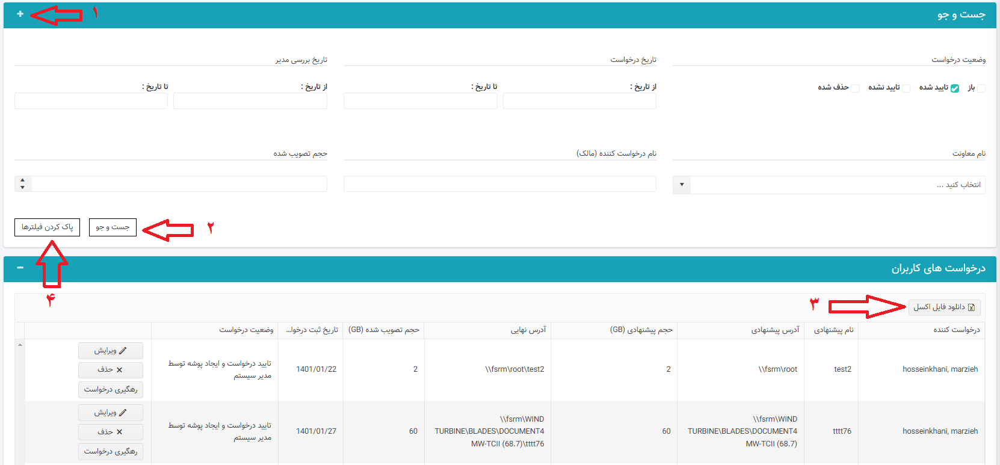 جست و جو
۱
وضعیت درخواست
تاریخ درخواست
تاریخ بررسی مدیر
باز تایید شده تایید نشده حذف شده
از تاریخ : تا تاریخ :
از تاریخ : تا تاریخ :
نام معاونت
نام درخواست کننده (مالک)
حجم تصویب شده
انتخاب کنید ...
۲
جست و جو
پاک کردن فیلترها
درخواست های کاربران
۴
دانلود فایل اکسل
۳
درخواست کننده نام پیشنهادی آدرس پیشنهادی حجم پیشنهادی (GB) آدرس نهایی حجم تصویب شده (GB) تاریخ ثبت درخوا... وضعیت درخواست
hosseinkhani, marzieh
test2
\\fsrm\root
2
\\fsrm\root\test2
2
1401/01/22
تایید درخواست و ایجاد پوشه توسط
مدیر سیستم
ویرایش
حذف
رهگیری درخواست
hosseinkhani, marzieh
tttt76
\\fsrm\WIND
TURBINE\BLADES\DOCUMENT4
MW-TCII (68.7)
60
\\fsrm\WIND
TURBINE\BLADES\DOCUMENT4
MW-TCII (68.7)\tttt76
60
1401/01/27
تایید درخواست و ایجاد پوشه توسط
مدیر سیستم
ویرایش
حذف
رهگیری درخواست